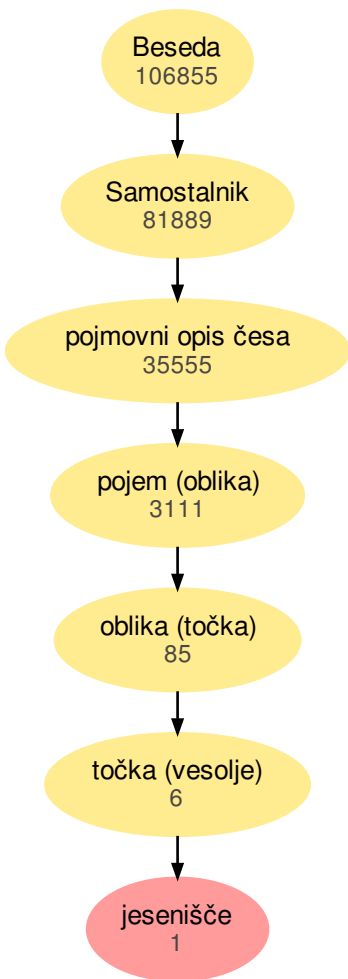 Beseda
106855
Samostalnik
81889
pojmovni opis česa
35555
pojem (oblika)
3111
oblika (točka)
85
točka (vesolje)
6
jesenišče
1